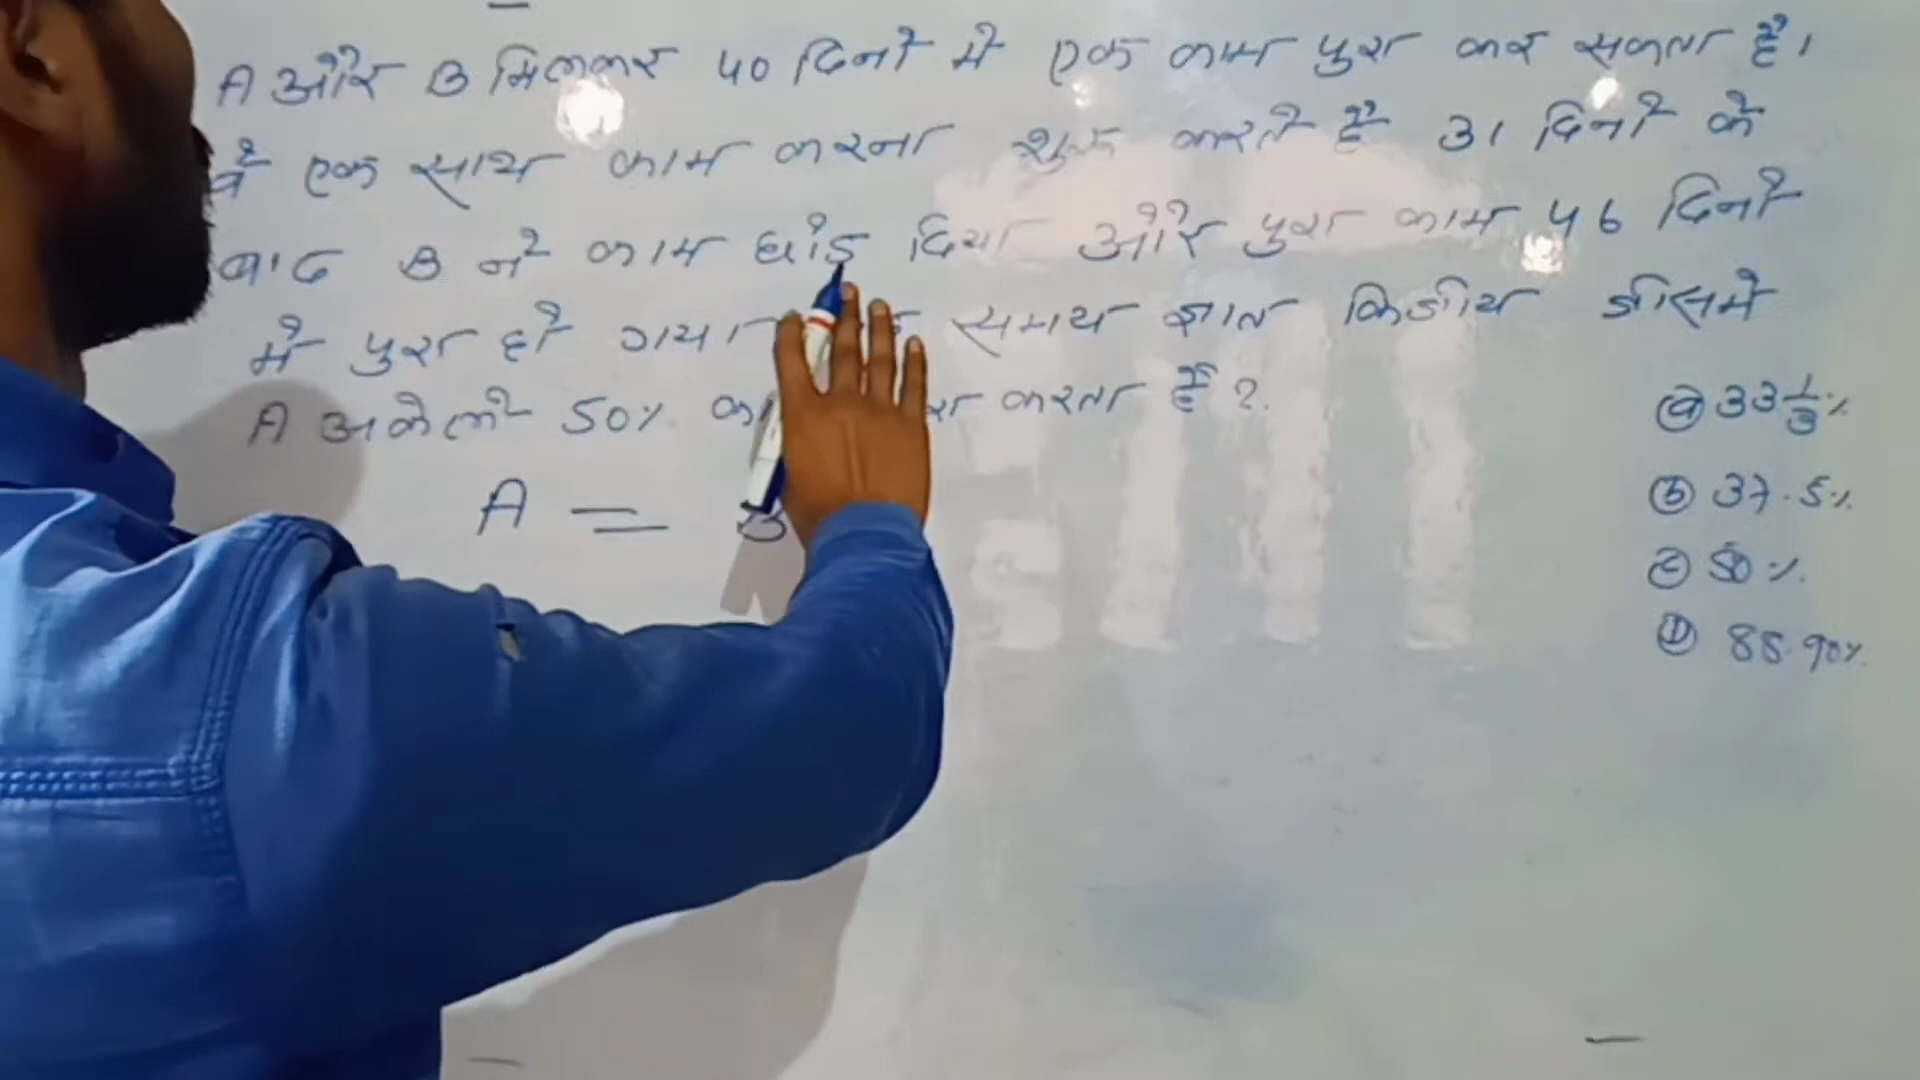 A और B मिलकर 40 दिनों में एक काम पुरा कर सकता है।
वे एक साथ काम करना शुरू करते हैं 31 दिनों के
बाद B ने काम छोड़ दिया और पुरा काम 46 दिनों
में पुरा हो गया। समय ज्ञात किजीय जीसमें
A अकेले 50% करता है ?
ⓐ 33 1/3 %
ⓑ 37.5%
ⓒ 50%
ⓓ 88.90%
A =